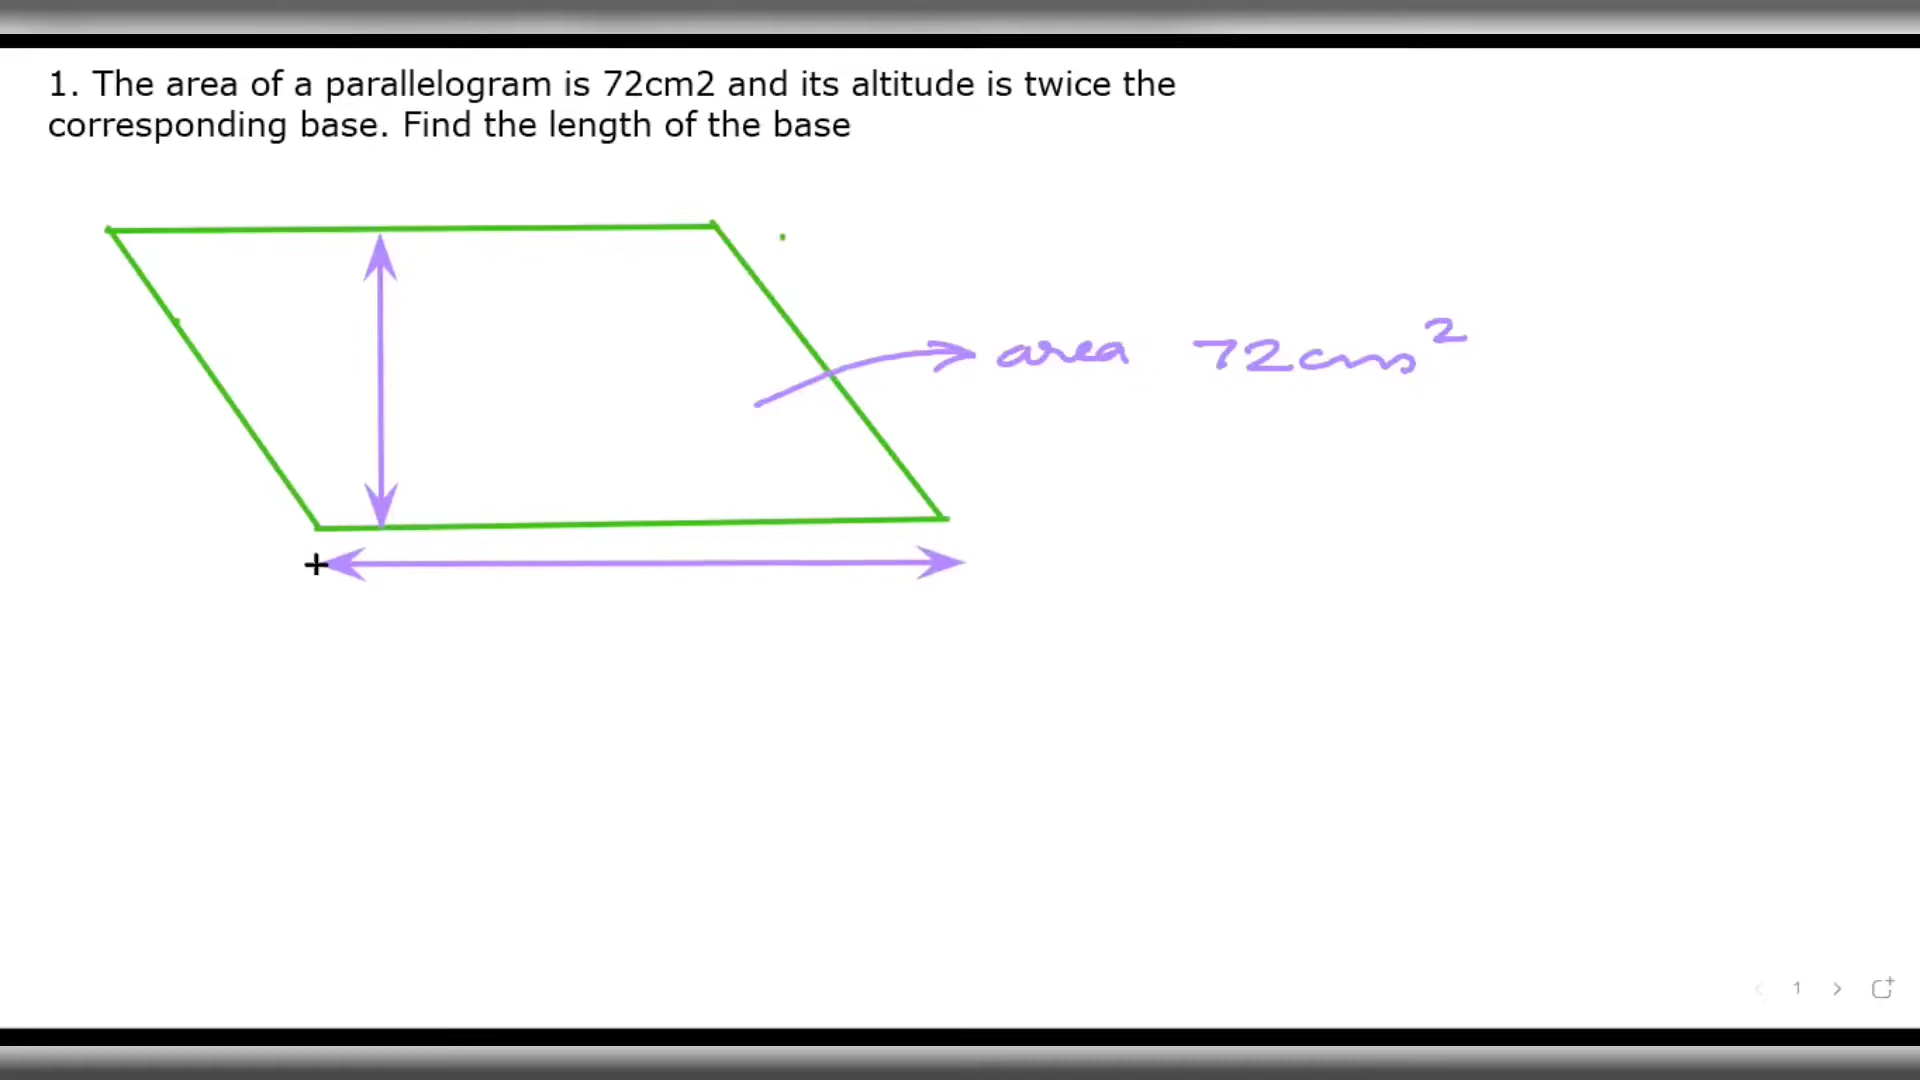 1. The area of a parallelogram is 72cm2 and its altitude is twice the
corresponding base. Find the length of the base
area 72cms²
1